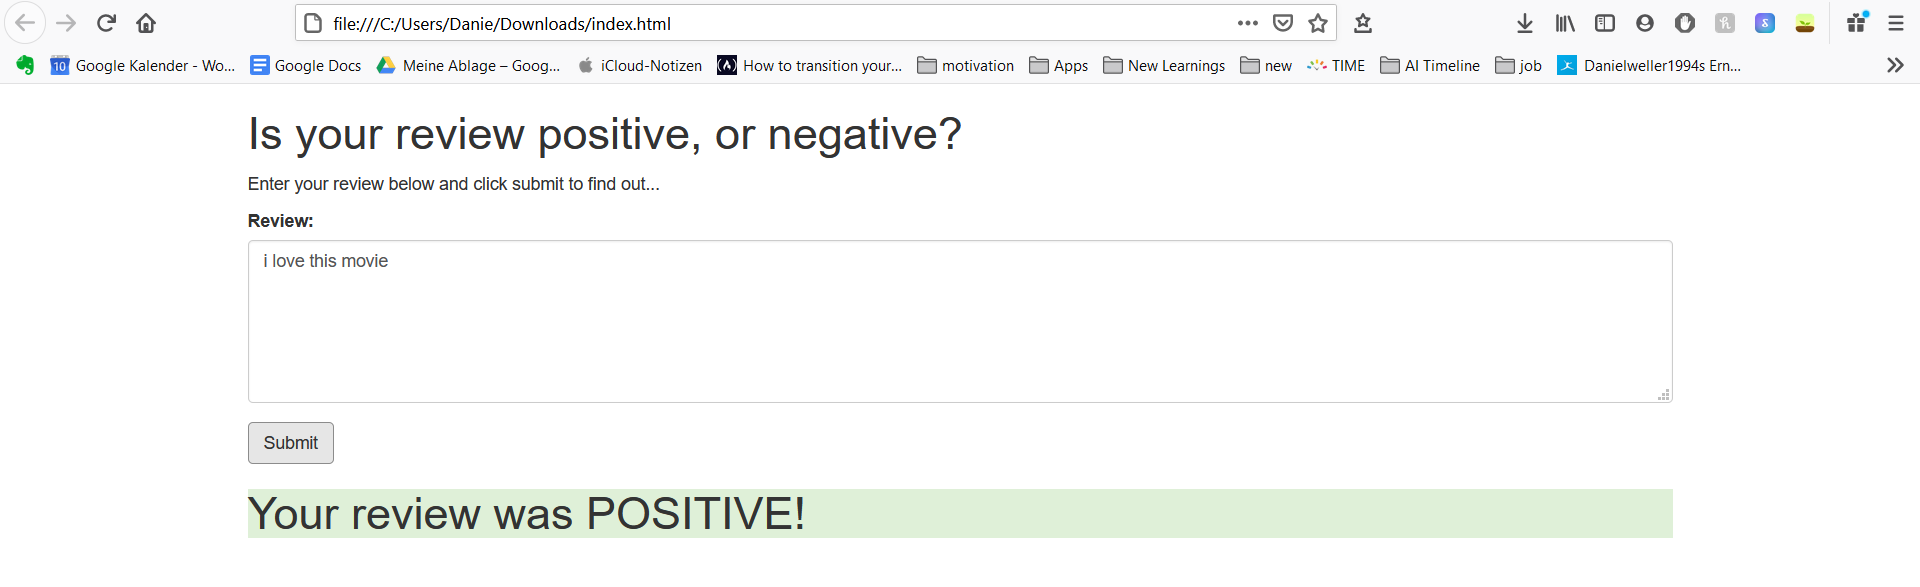 file:///C:/Users/Danie/Downloads/index.html
10 Google Kalender - Wo... Google Docs Meine Ablage – Goog... iCloud-Notizen (A) How to transition your... motivation Apps New Learnings new TIME AI Timeline job Danielweller1994s Ern...
Is your review positive, or negative?
Enter your review below and click submit to find out...
Review:
i love this movie
Submit
Your review was POSITIVE!